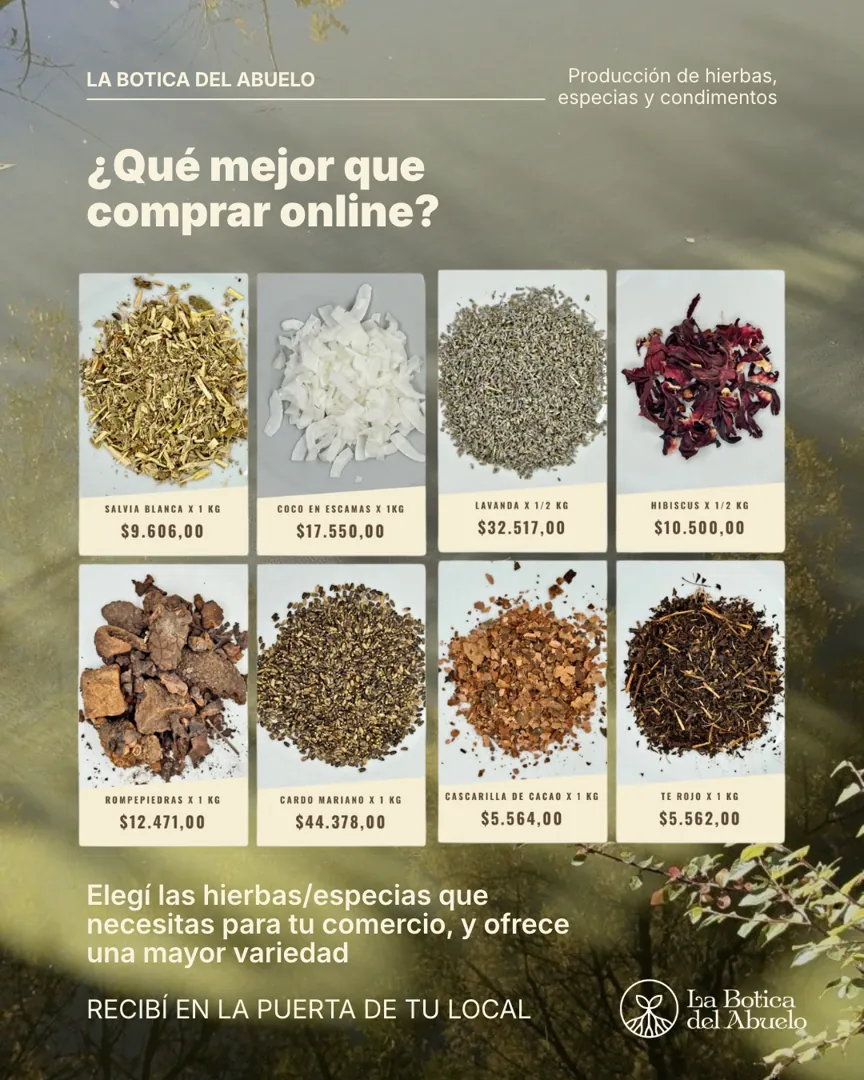 LA BOTICA DEL ABUELO
Producción de hierbas,
especias y condimentos
¿Qué mejor que
comprar online?
SALVIA BLANCA X 1 KG
$9.606,00
COCO EN ESCAMAS X 1KG
$17.550,00
LAVANDA X 1/2 KG
$32.517,00
HIBISCUS X 1/2 KG
$10.500,00
ROMPEPIEDRAS X 1 KG
$12.471,00
CARDO MARIANO X 1 KG
$44.378,00
CASCARILLA DE CACAO X 1 KG
$5.564,00
TE ROJO X 1 KG
$5.562,00
Elegí las hierbas/especias que
necesitas para tu comercio, y ofrece
una mayor variedad
RECIBÍ EN LA PUERTA DE TU LOCAL
La Botica
del Abuelo